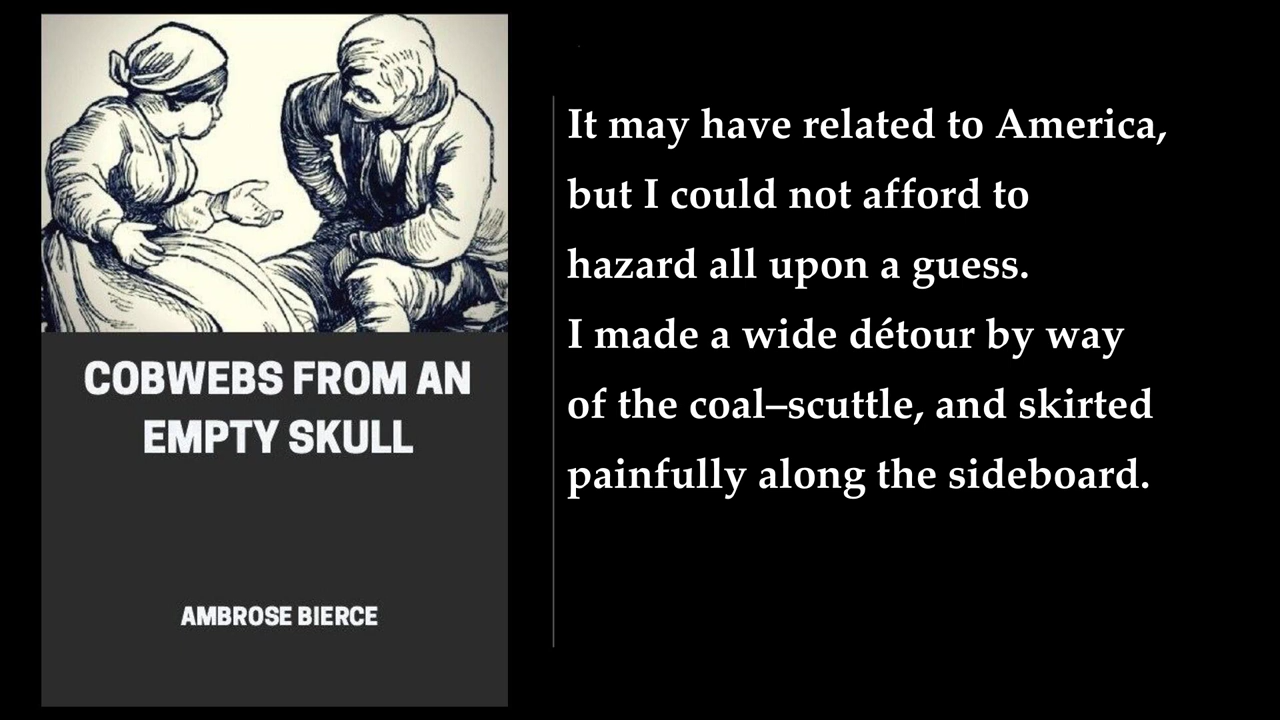 COBWEBS FROM AN
EMPTY SKULL
AMBROSE BIERCE
It may have related to America,
but I could not afford to
hazard all upon a guess.
I made a wide détour by way
of the coal–scuttle, and skirted
painfully along the sideboard.